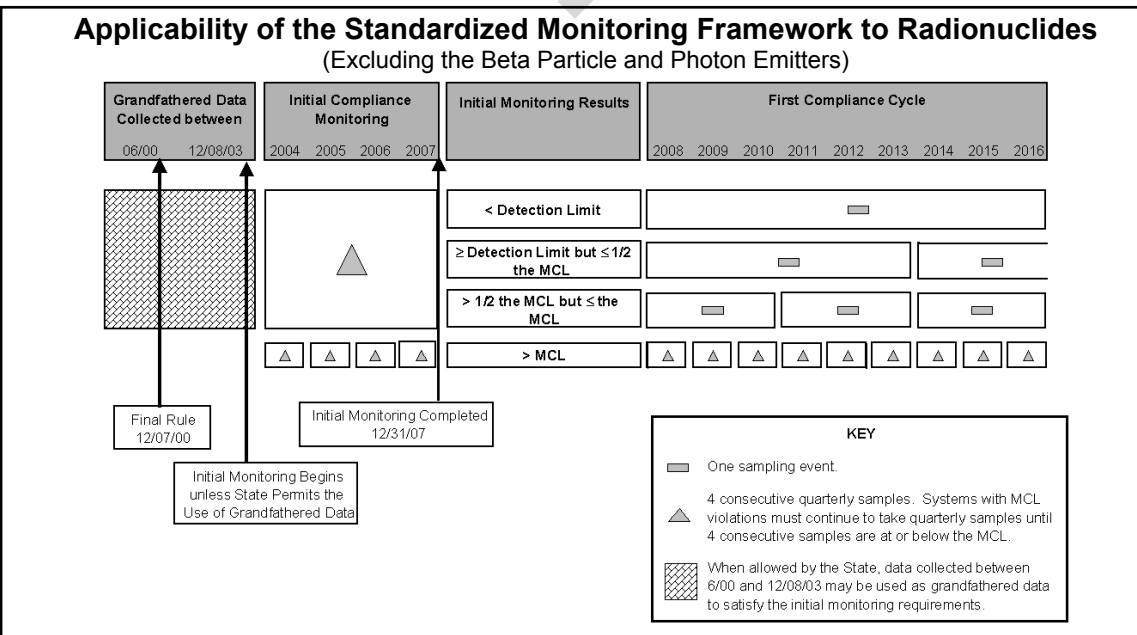 Applicability of the Standardized Monitoring Framework to Radionuclides
(Excluding the Beta Particle and Photon Emitters)
Grandfathered Data
Collected between
06/00 12/08/03
Initial Compliance
Monitoring
2004 2005 2006 2007
Initial Monitoring Results
First Compliance Cycle
2008 2009 2010 2011 2012 2013 2014 2015 2016
< Detection Limit
≥ Detection Limit but ≤ 1/2
the MCL
> 1/2 the MCL but ≤ the
MCL
> MCL
Final Rule
12/07/00
Initial Monitoring Completed
12/31/07
Initial Monitoring Begins
unless State Permits the
Use of Grandfathered Data
KEY
One sampling event.
4 consecutive quarterly samples. Systems with MCL
violations must continue to take quarterly samples until
4 consecutive samples are at or below the MCL.
When allowed by the State, data collected between
6/00 and 12/08/03 may be used as grandfathered data
to satisfy the initial monitoring requirements.